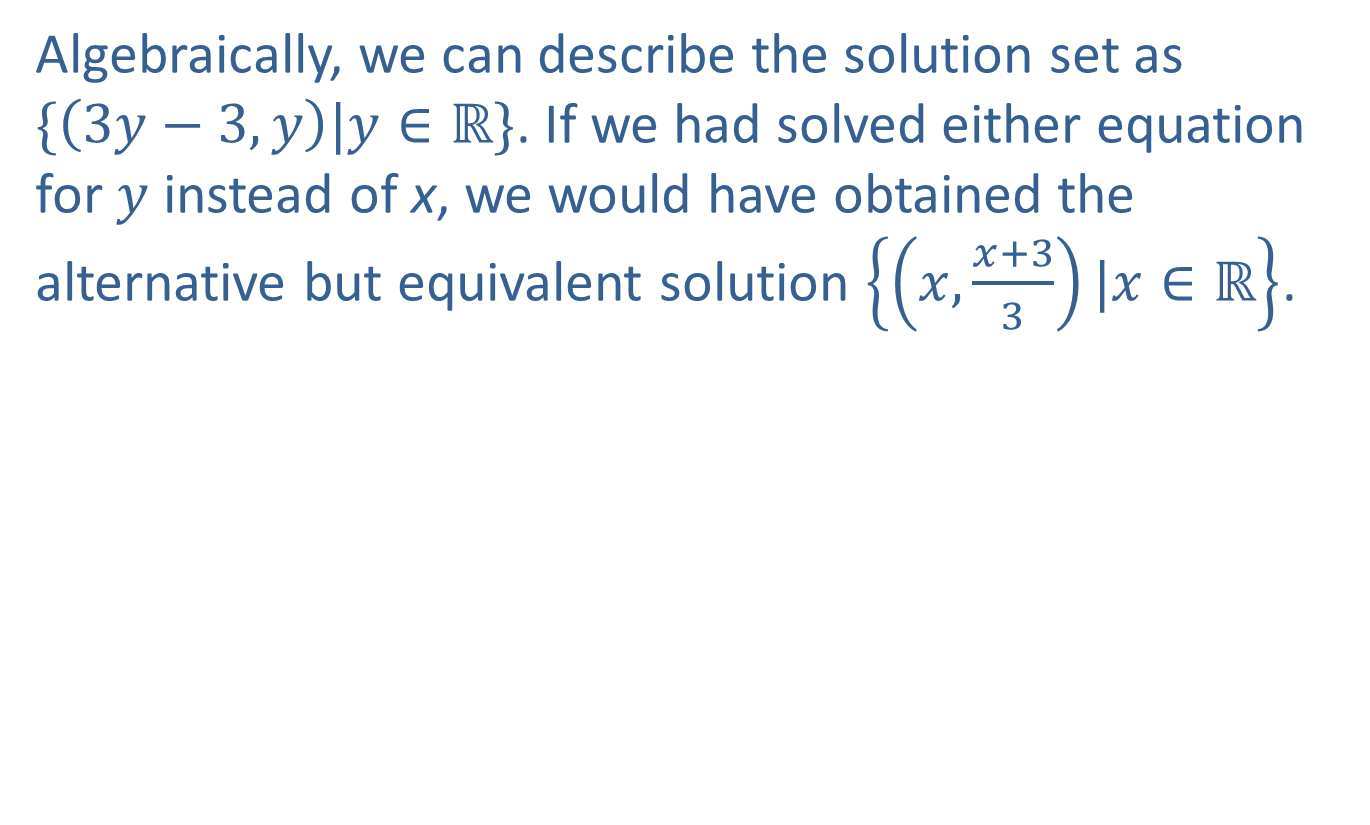 Algebraically, we can describe the solution set as
{(3y − 3, y)|y ∈ ℝ}. If we had solved either equation
for y instead of x, we would have obtained the
alternative but equivalent solution {(x, (x+3)/3) |x ∈ ℝ}.